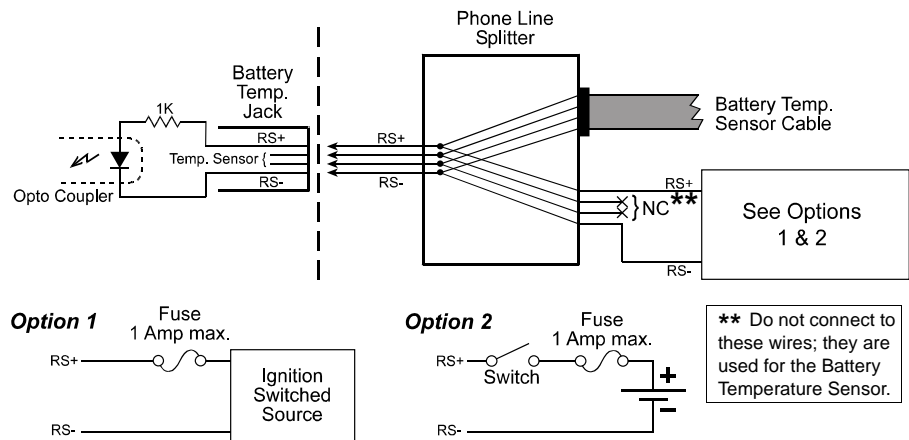 Phone Line
Splitter
Battery
Temp.
Jack
1K
RS+
Temp. Sensor {
RS-
Opto Coupler
RS+
RS-
Battery Temp.
Sensor Cable
RS+
} NC **
RS-
See Options
1 & 2
Option 1
Fuse
1 Amp max.
RS+
RS-
Ignition
Switched
Source
Option 2
Fuse
1 Amp max.
RS+
Switch
+
-
RS-
** Do not connect to
these wires; they are
used for the Battery
Temperature Sensor.